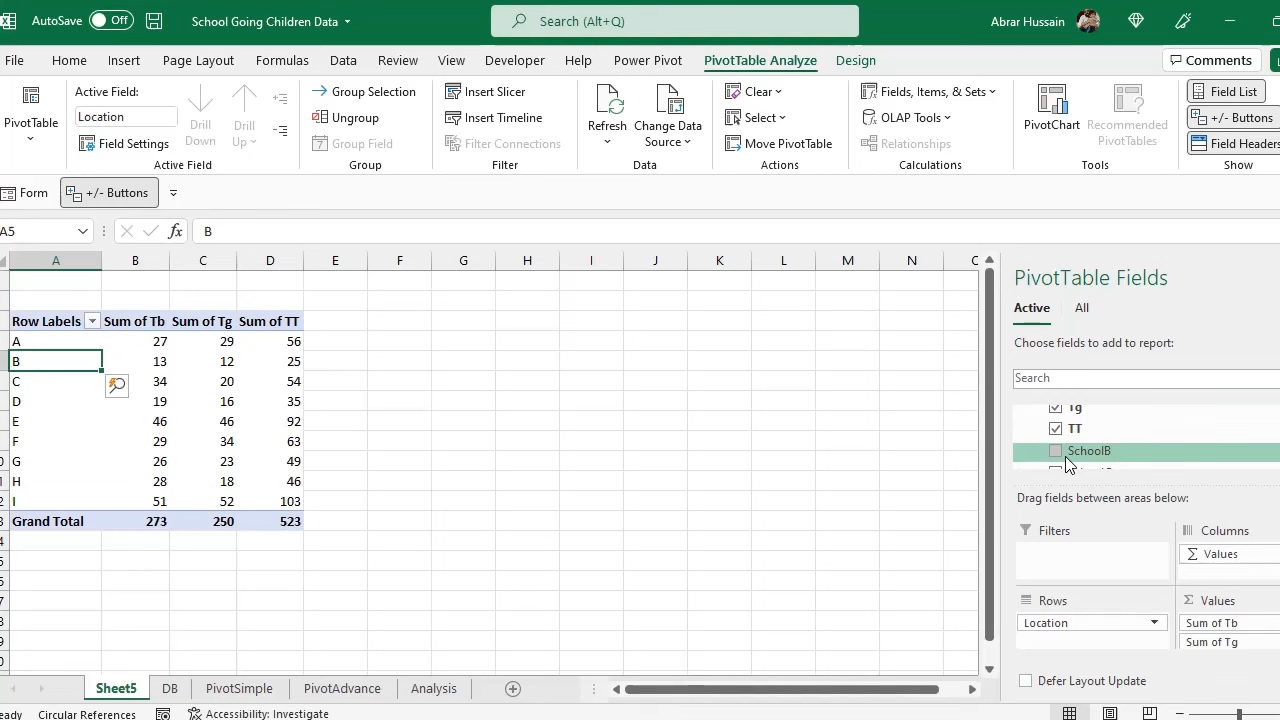 AutoSave Off School Going Children Data Search (Alt+Q) Abrar Hussain
File Home Insert Page Layout Formulas Data Review View Developer Help Power Pivot PivotTable Analyze Design Comments
PivotTable
Active Field:
Location
Field Settings
Drill Down
Drill Up
Active Field
Group Selection
Ungroup
Group Field
Group
Insert Slicer
Insert Timeline
Filter Connections
Filter
Refresh
Change Data Source
Data
Clear
Select
Move PivotTable
Actions
Fields, Items, & Sets
OLAP Tools
Relationships
Calculations
PivotChart
Recommended PivotTables
Tools
Field List
+/- Buttons
Field Headers
Show
Form +/- Buttons
A5 fx B
A B C D E F G H I J K L M N
Row Labels Sum of Tb Sum of Tg Sum of TT
A 27 29 56
B 13 12 25
C 34 20 54
D 19 16 35
E 46 46 92
F 29 34 63
G 26 23 49
H 28 18 46
I 51 52 103
Grand Total 273 250 523
PivotTable Fields
Active All
Choose fields to add to report:
Search
Tg
TT
SchoolB
Drag fields between areas below:
Filters
Columns
Σ Values
Rows
Location
Σ Values
Sum of Tb
Sum of Tg
Defer Layout Update
Sheet5 DB PivotSimple PivotAdvance Analysis
eady Circular References Accessibility: Investigate